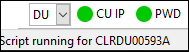 DU CU IP PWD
Script running for CLRDU00593A